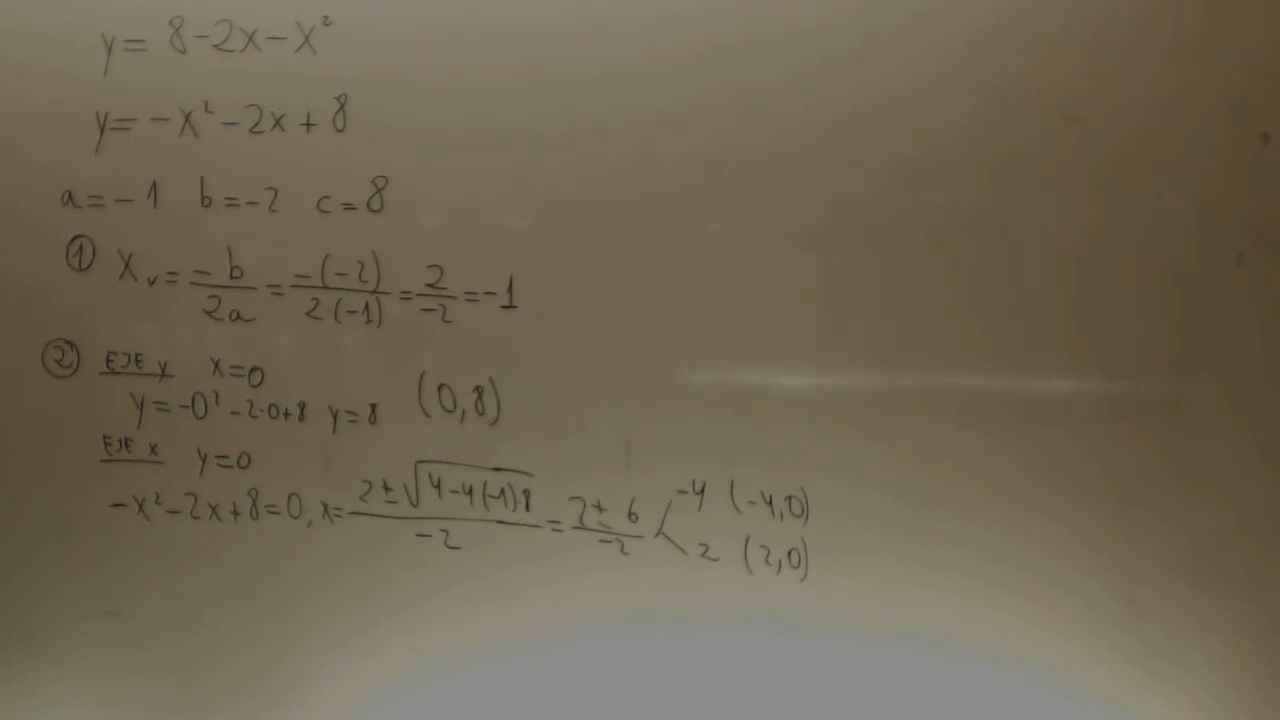 y = 8-2x-x²
y = -x²-2x+8
a=-1 b=-2 c=8
① Xv = -b/2a = -(-2)/2·(-1) = 2/-2 = -1
② EJE y x=0
y=-0²-2·0+8 y=8 (0,8)
EJE x y=0
-x²-2x+8=0, x= 2±√4-4(-1)·8/-2 = 2±6/-2 < -4 (-4,0)
2 (2,0)